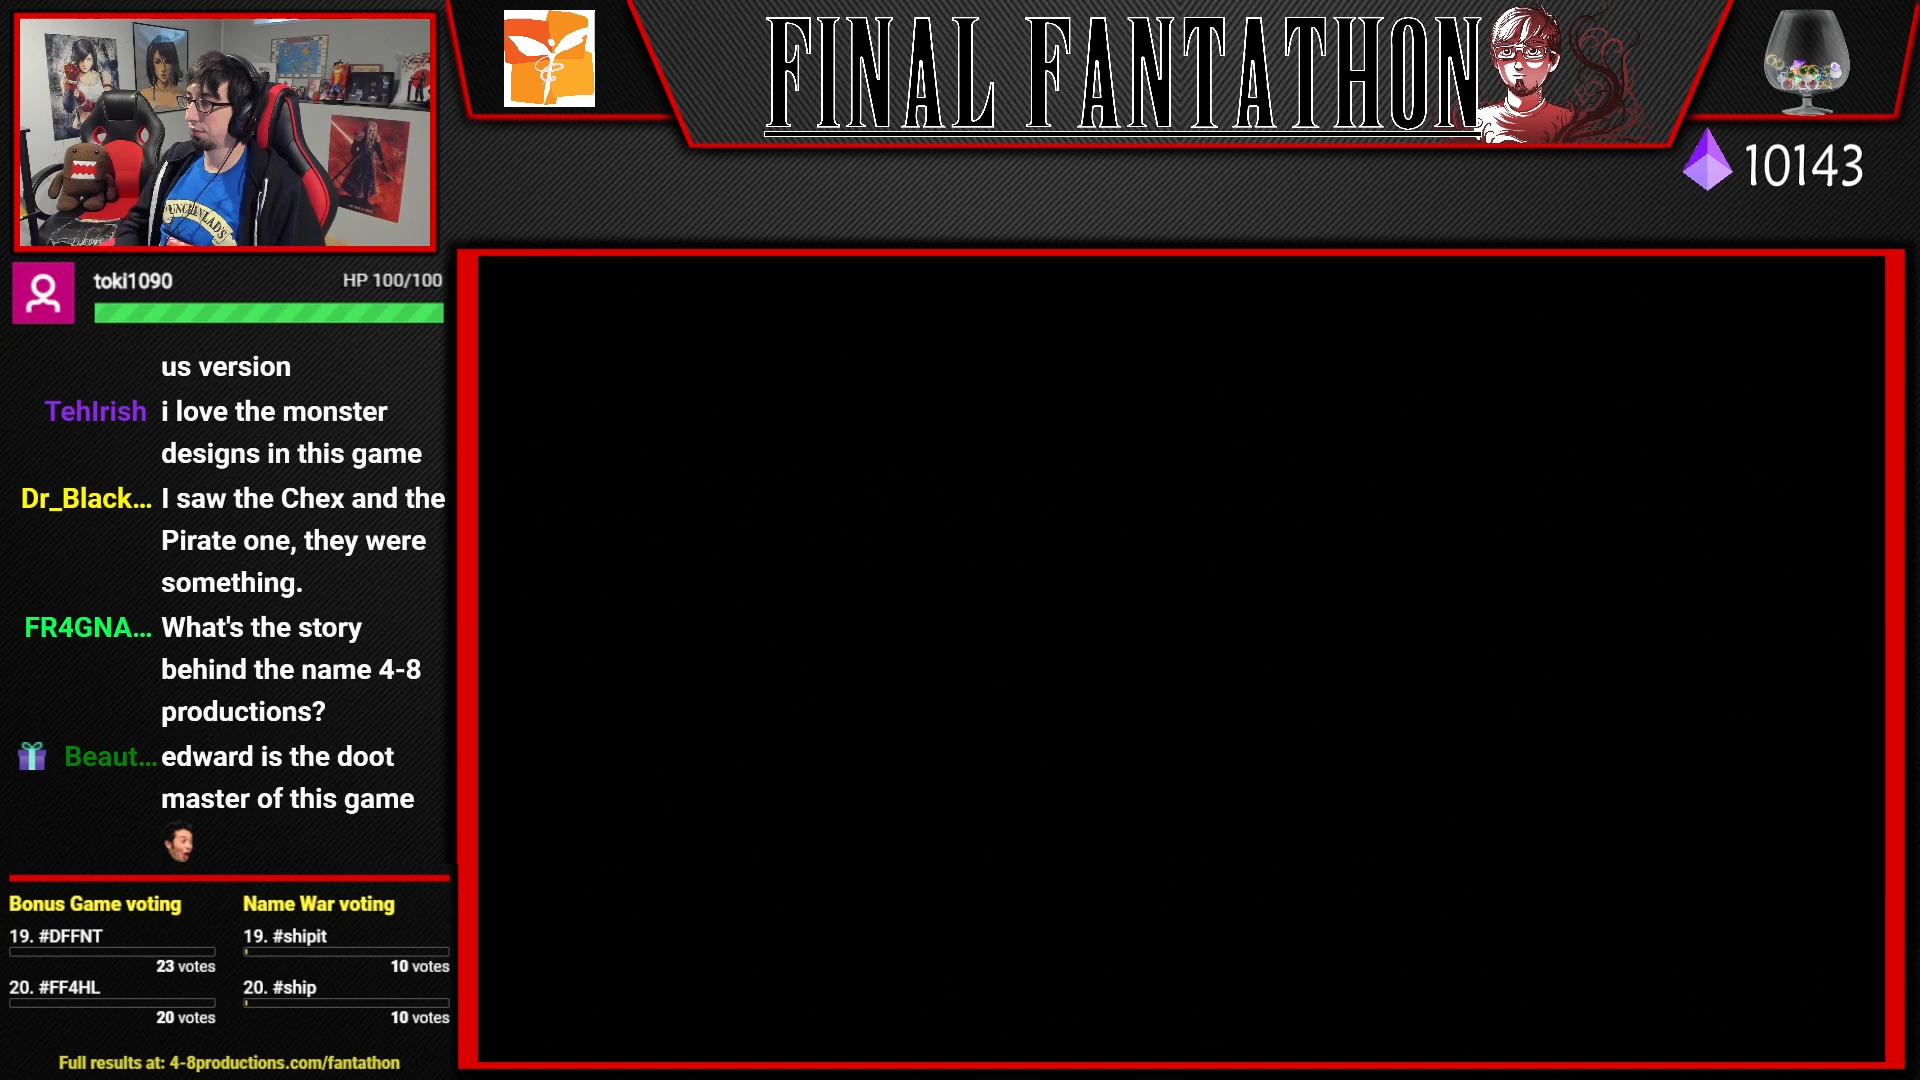 FINAL FANTATHON
10143
toki1090
HP 100/100
us version
TehIrish i love the monster
designs in this game
Dr_Black... I saw the Chex and the
Pirate one, they were
something.
FR4GNA... What's the story
behind the name 4-8
productions?
Beaut... edward is the doot
master of this game
Bonus Game voting
19. #DFFNT
23 votes
20. #FF4HL
20 votes
Name War voting
19. #shipit
10 votes
20. #ship
10 votes
Full results at: 4-8productions.com/fantathon